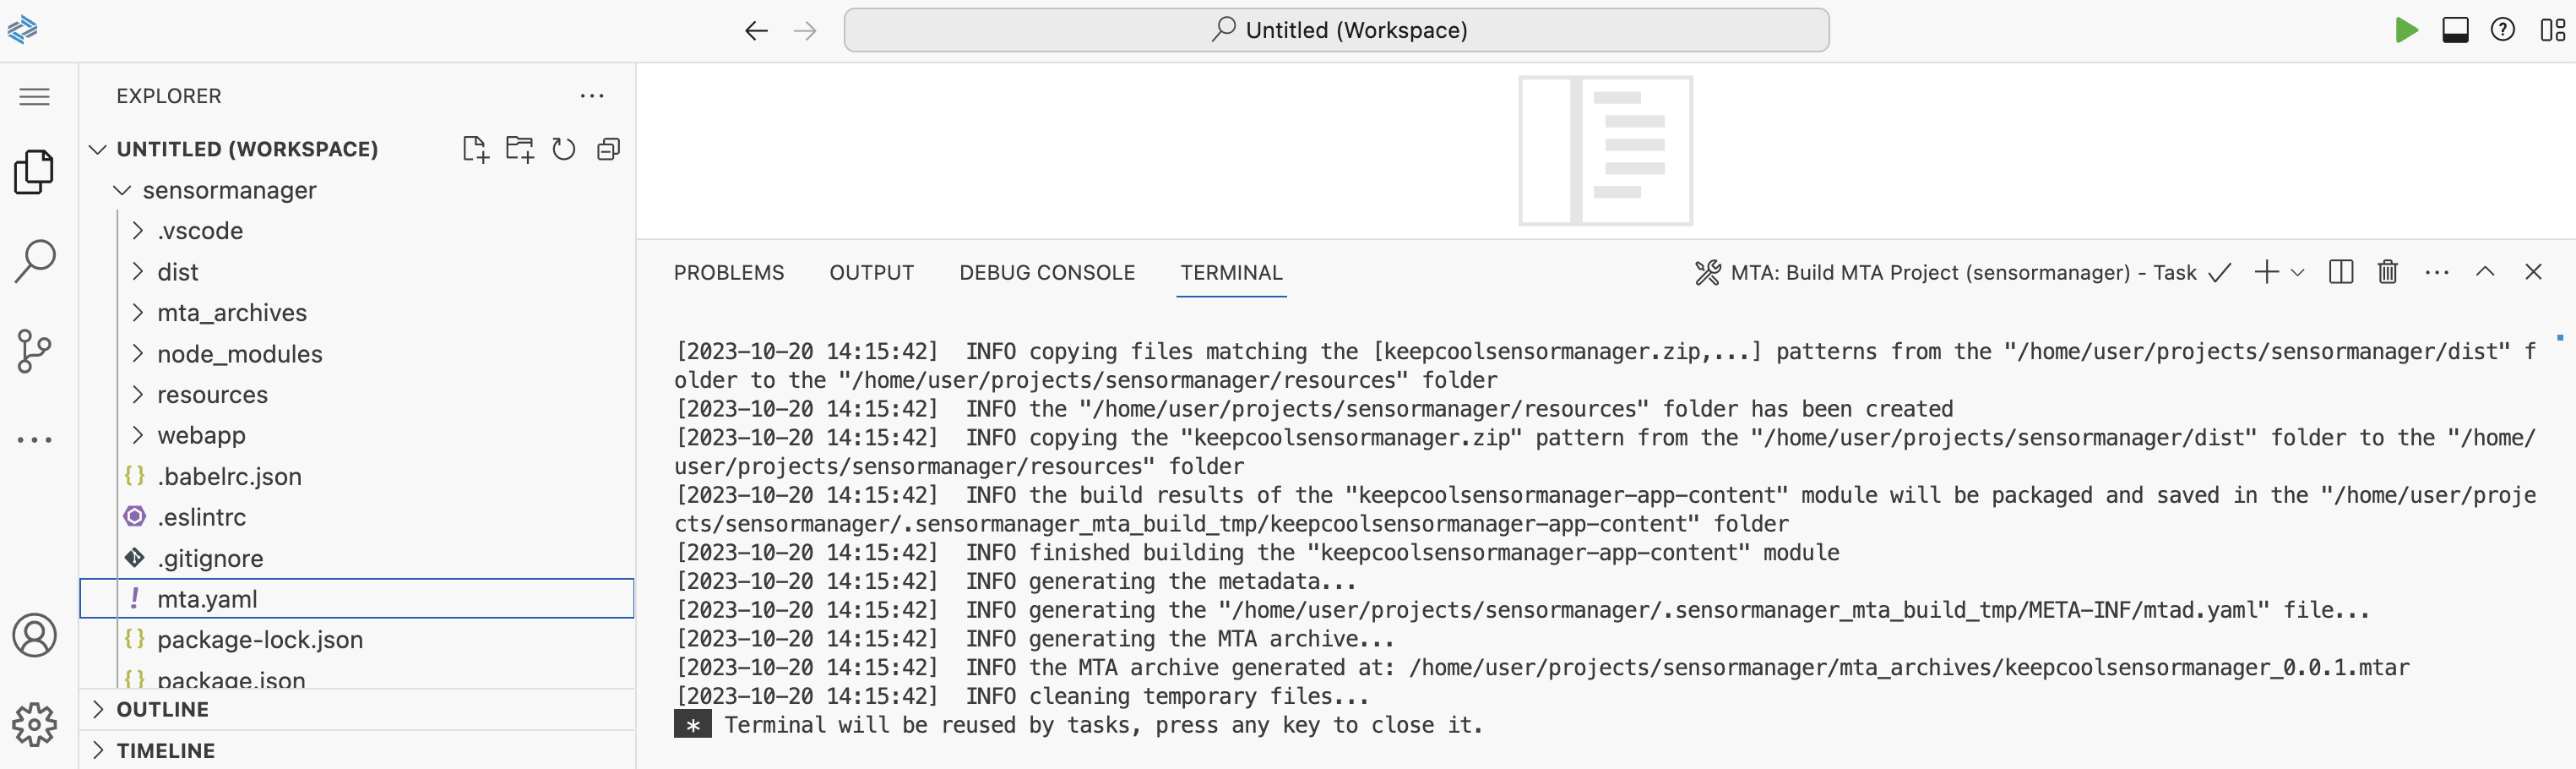 Untitled (Workspace)
EXPLORER
UNTITLED (WORKSPACE)
sensormanager
.vscode
dist
mta_archives
node_modules
resources
webapp
.babelrc.json
.eslintrc
.gitignore
mta.yaml
package-lock.json
package.json
OUTLINE
TIMELINE
PROBLEMS OUTPUT DEBUG CONSOLE TERMINAL MTA: Build MTA Project (sensormanager) - Task
[2023-10-20 14:15:42]  INFO copying files matching the [keepcoolsensormanager.zip,...] patterns from the "/home/user/projects/sensormanager/dist" f
older to the "/home/user/projects/sensormanager/resources" folder
[2023-10-20 14:15:42]  INFO the "/home/user/projects/sensormanager/resources" folder has been created
[2023-10-20 14:15:42]  INFO copying the "keepcoolsensormanager.zip" pattern from the "/home/user/projects/sensormanager/dist" folder to the "/home/
user/projects/sensormanager/resources" folder
[2023-10-20 14:15:42]  INFO the build results of the "keepcoolsensormanager-app-content" module will be packaged and saved in the "/home/user/proje
cts/sensormanager/.sensormanager_mta_build_tmp/keepcoolsensormanager-app-content" folder
[2023-10-20 14:15:42]  INFO finished building the "keepcoolsensormanager-app-content" module
[2023-10-20 14:15:42]  INFO generating the metadata...
[2023-10-20 14:15:42]  INFO generating the "/home/user/projects/sensormanager/.sensormanager_mta_build_tmp/META-INF/mtad.yaml" file...
[2023-10-20 14:15:42]  INFO generating the MTA archive...
[2023-10-20 14:15:42]  INFO the MTA archive generated at: /home/user/projects/sensormanager/mta_archives/keepcoolsensormanager_0.0.1.mtar
[2023-10-20 14:15:42]  INFO cleaning temporary files...
* Terminal will be reused by tasks, press any key to close it.